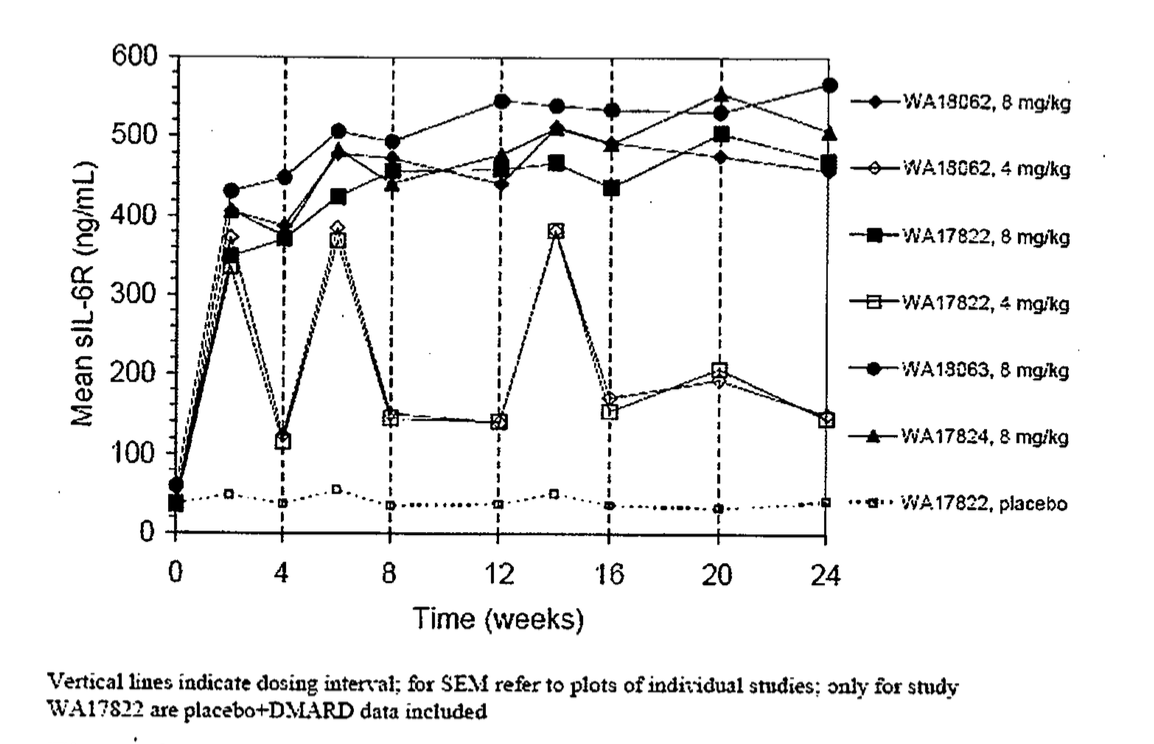 600
500
400
300
200
100
0
Mean sIL-6R (ng/mL)
0 4 8 12 16 20 24
Time (weeks)
WA18062, 8 mg/kg
WA18062, 4 mg/kg
WA17822, 8 mg/kg
WA17822, 4 mg/kg
WA18063, 8 mg/kg
WA17824, 8 mg/kg
WA17822, placebo
Vertical lines indicate dosing interval; for SEM refer to plots of individual studies; only for study
WA17822 are placebo+DMARD data included